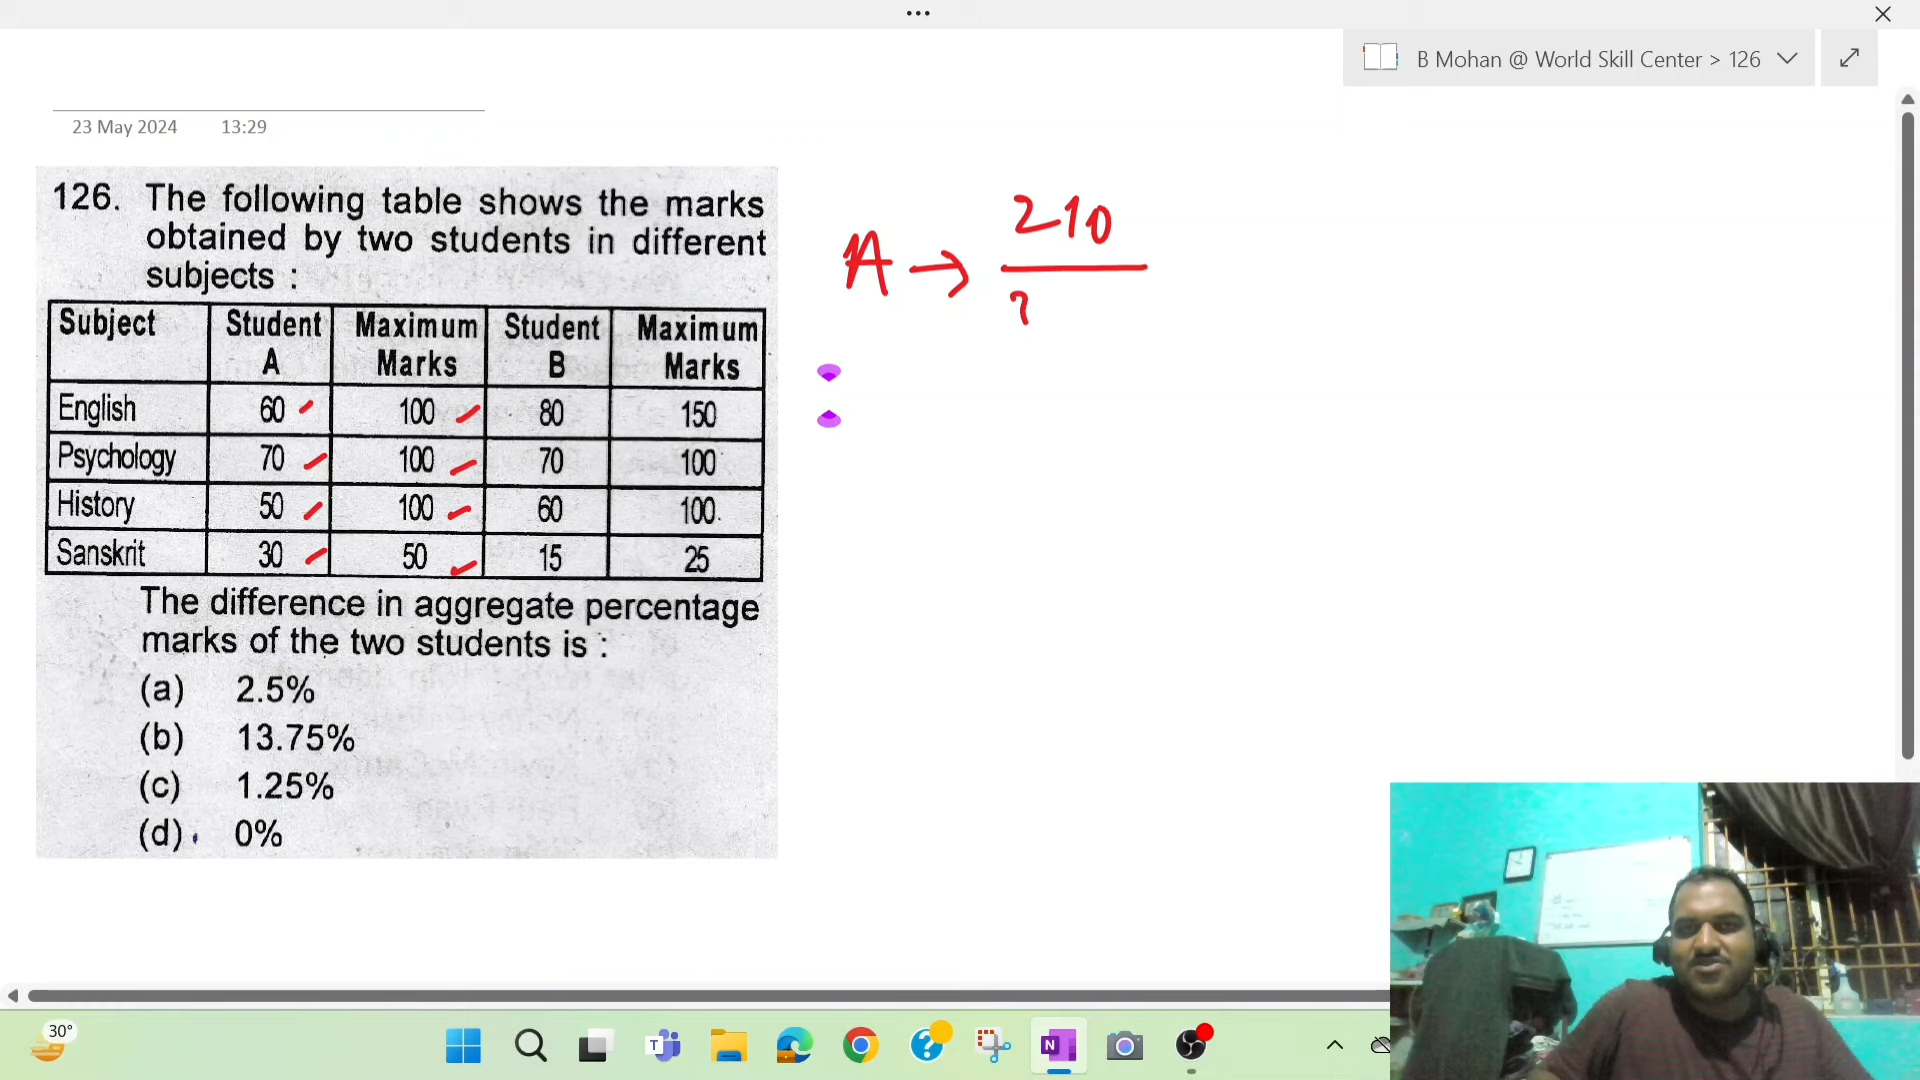 B Mohan @ World Skill Center > 126
23 May 2024 13:29
126. The following table shows the marks
obtained by two students in different
subjects :
Subject Student A Maximum Marks Student B Maximum Marks
English 60 100 80 150
Psychology 70 100 70 100
History 50 100 60 100
Sanskrit 30 50 15 25
The difference in aggregate percentage
marks of the two students is :
(a) 2.5%
(b) 13.75%
(c) 1.25%
(d) 0%
A → 210
30°